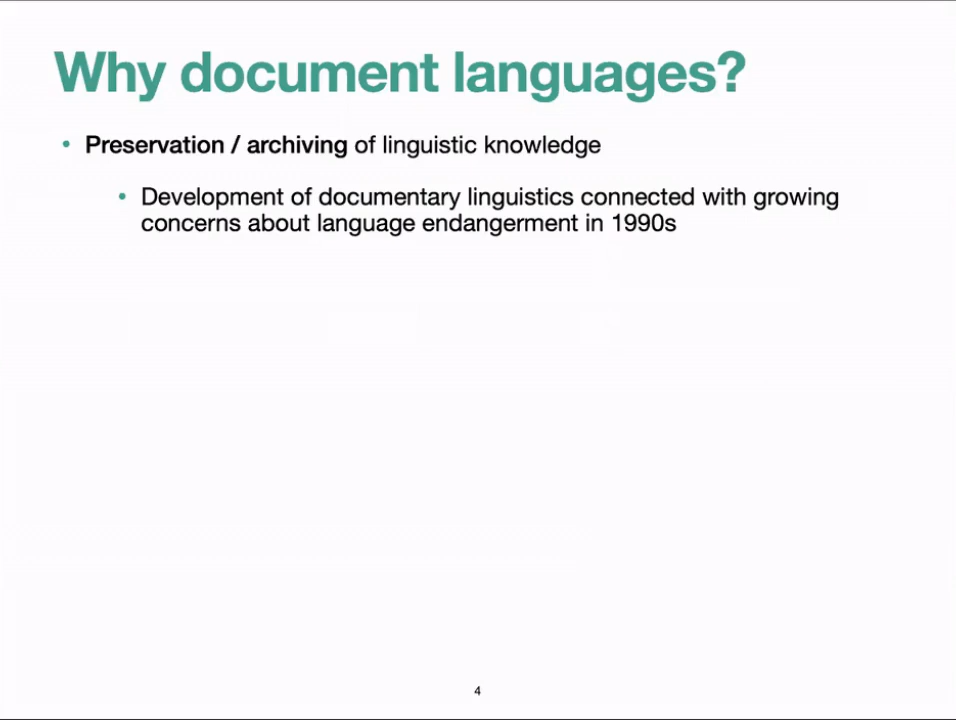 Why document languages?
• Preservation / archiving of linguistic knowledge
• Development of documentary linguistics connected with growing
concerns about language endangerment in 1990s
4